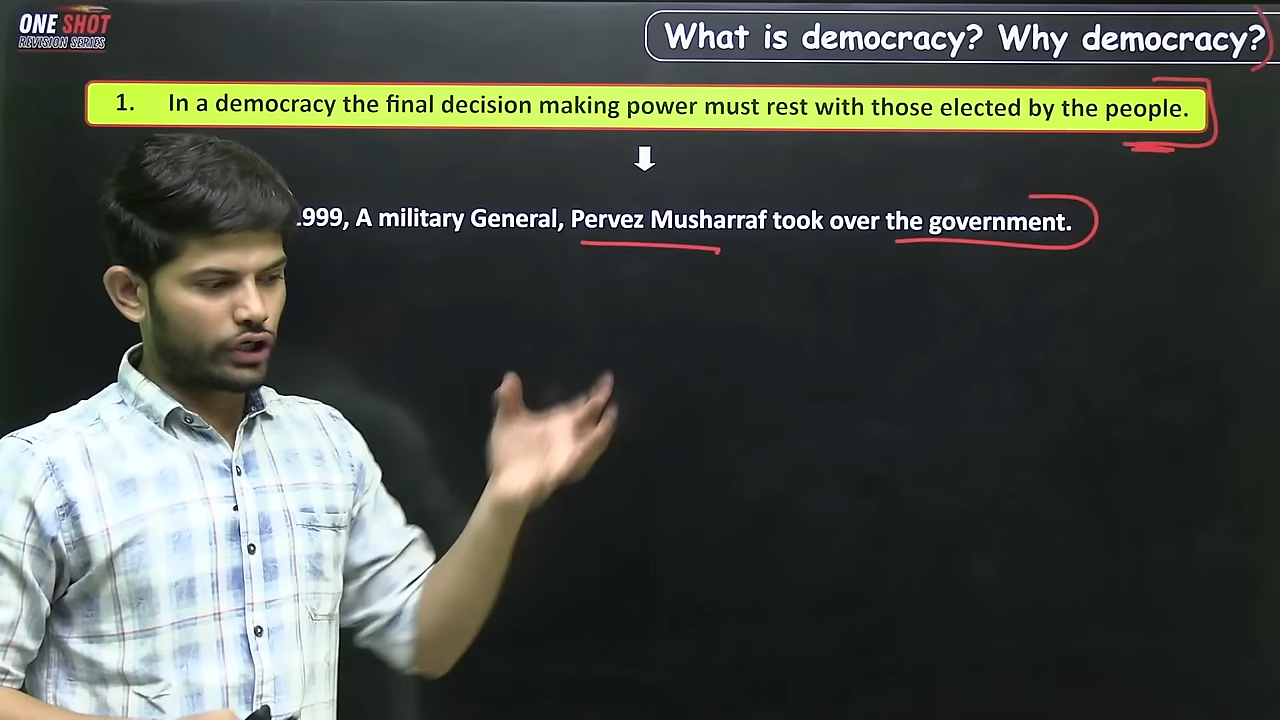 ONE SHOT
REVISION SERIES
What is democracy? Why democracy?
1. In a democracy the final decision making power must rest with those elected by the people.
999, A military General, Pervez Musharraf took over the government.